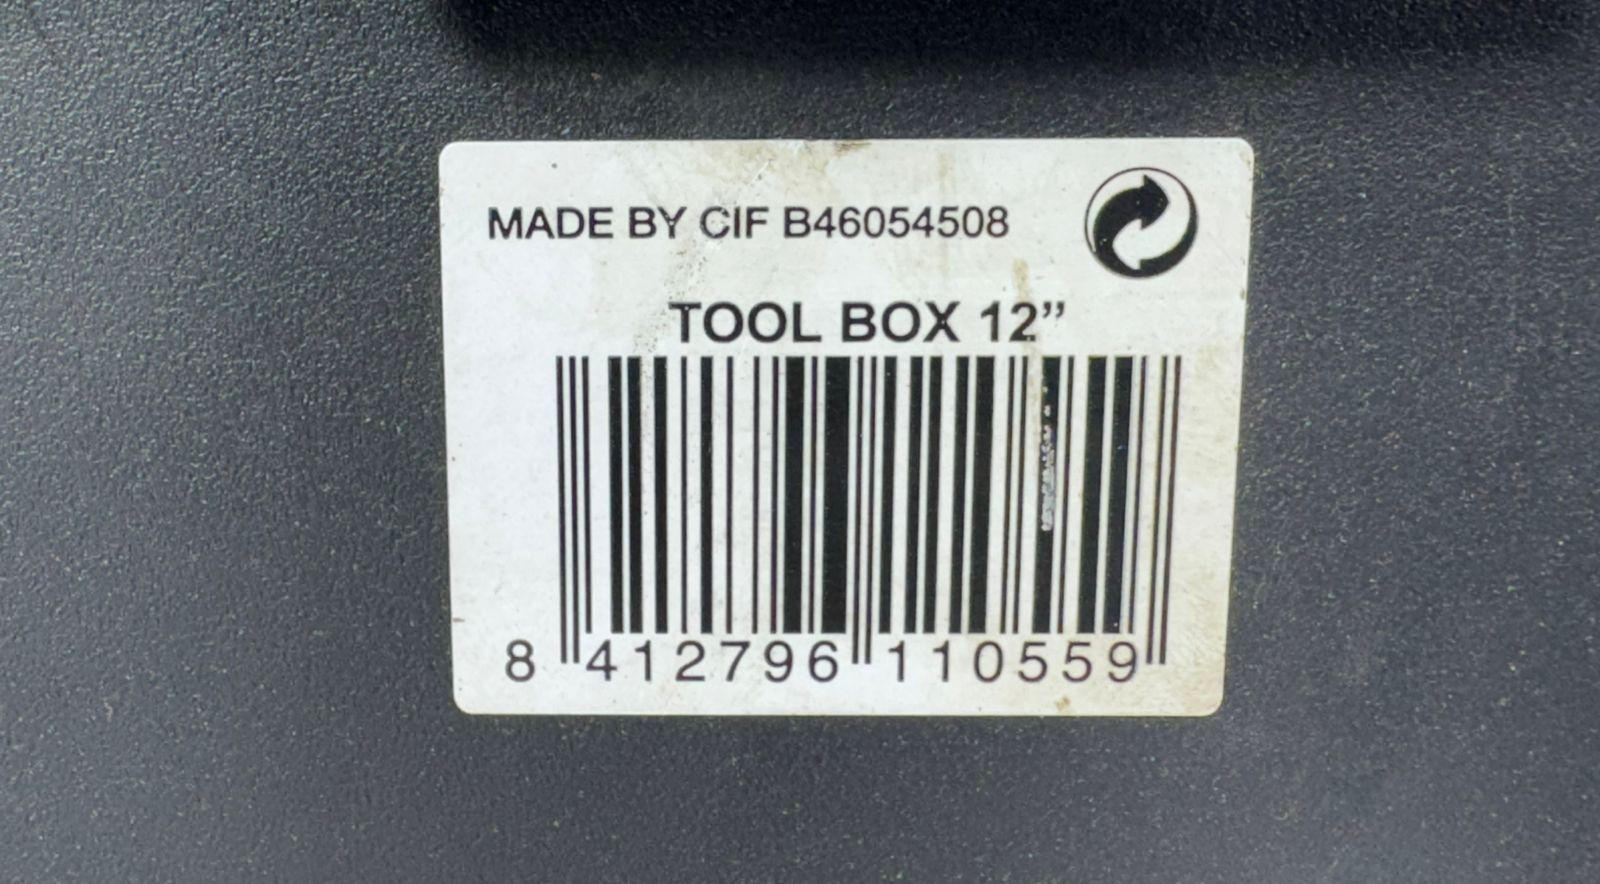 MADE BY CIF B46054508
TOOL BOX 12”
8 412796 110559